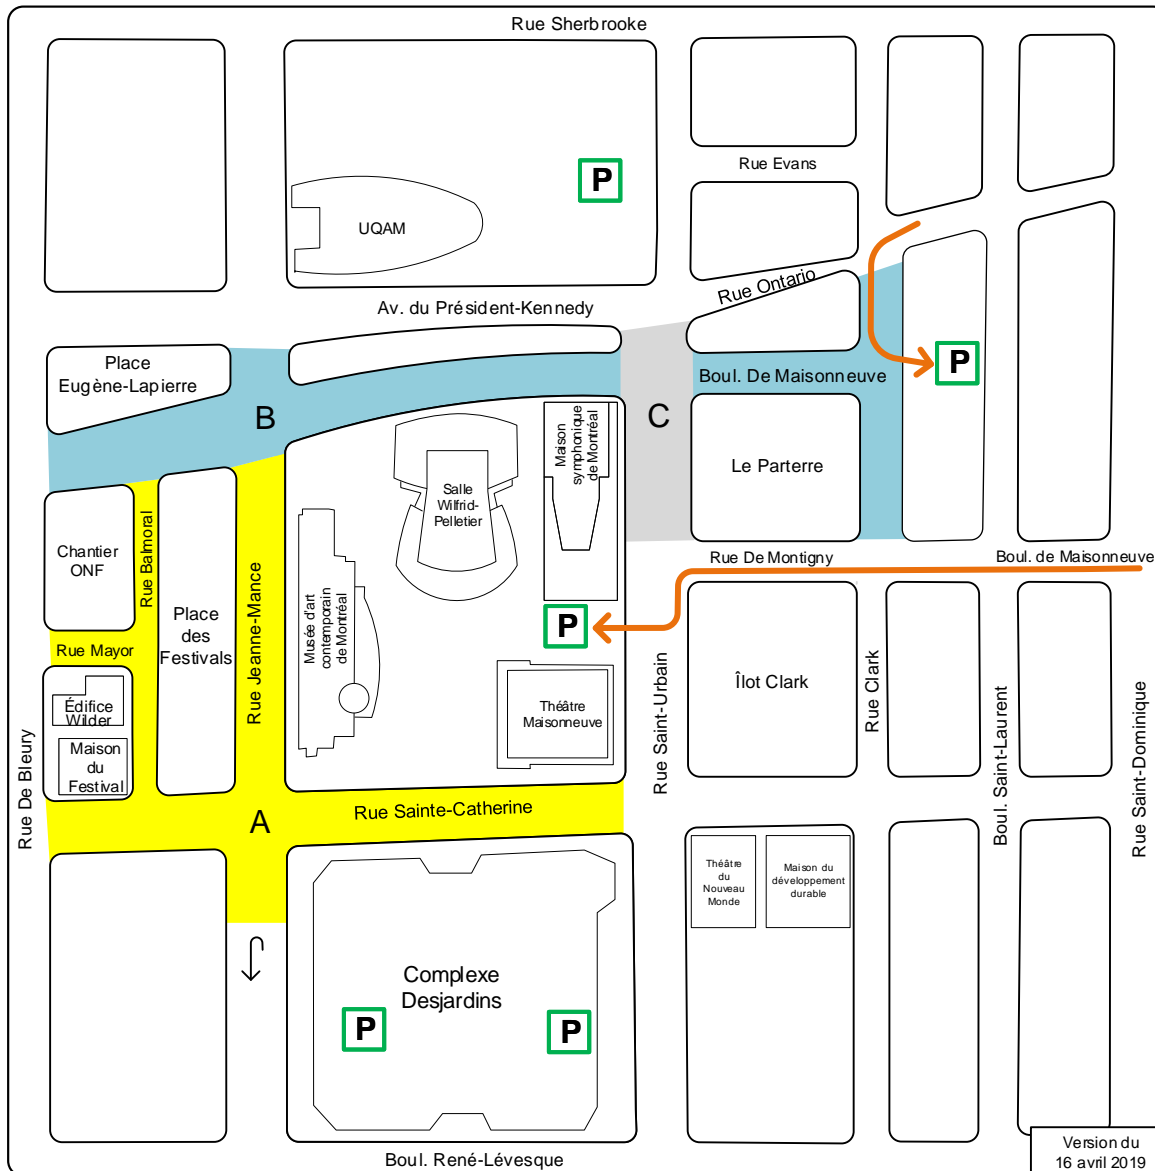 Rue Sherbrooke
P
Rue Evans
UQAM
Rue Ontario
Av. du Président-Kennedy
Place
Eugène-Lapierre
P
Boul. De Maisonneuve
B
C
Maison
symphonique
de Montréal
Le Parterre
Salle
Wilfrid-
Pelletier
Chantier
ONF
Rue Balmoral
Rue De Montigny
Boul. de Maisonneuve
Place
des
Festivals
Rue Jeanne-Mance
Musée d'art
contemporain
de Montréal
P
Rue Mayor
Édifice
Wilder
Maison
du
Festival
Théâtre
Maisonneuve
Rue Saint-Urbain
Îlot Clark
Rue Clark
Boul. Saint-Laurent
Rue Saint-Dominique
Rue De Bleury
A
Rue Sainte-Catherine
Théâtre
du
Nouveau
Monde
Maison du
développement
durable
Complexe
Desjardins
P
P
Boul. René-Lévesque
Version du
16 avril 2019